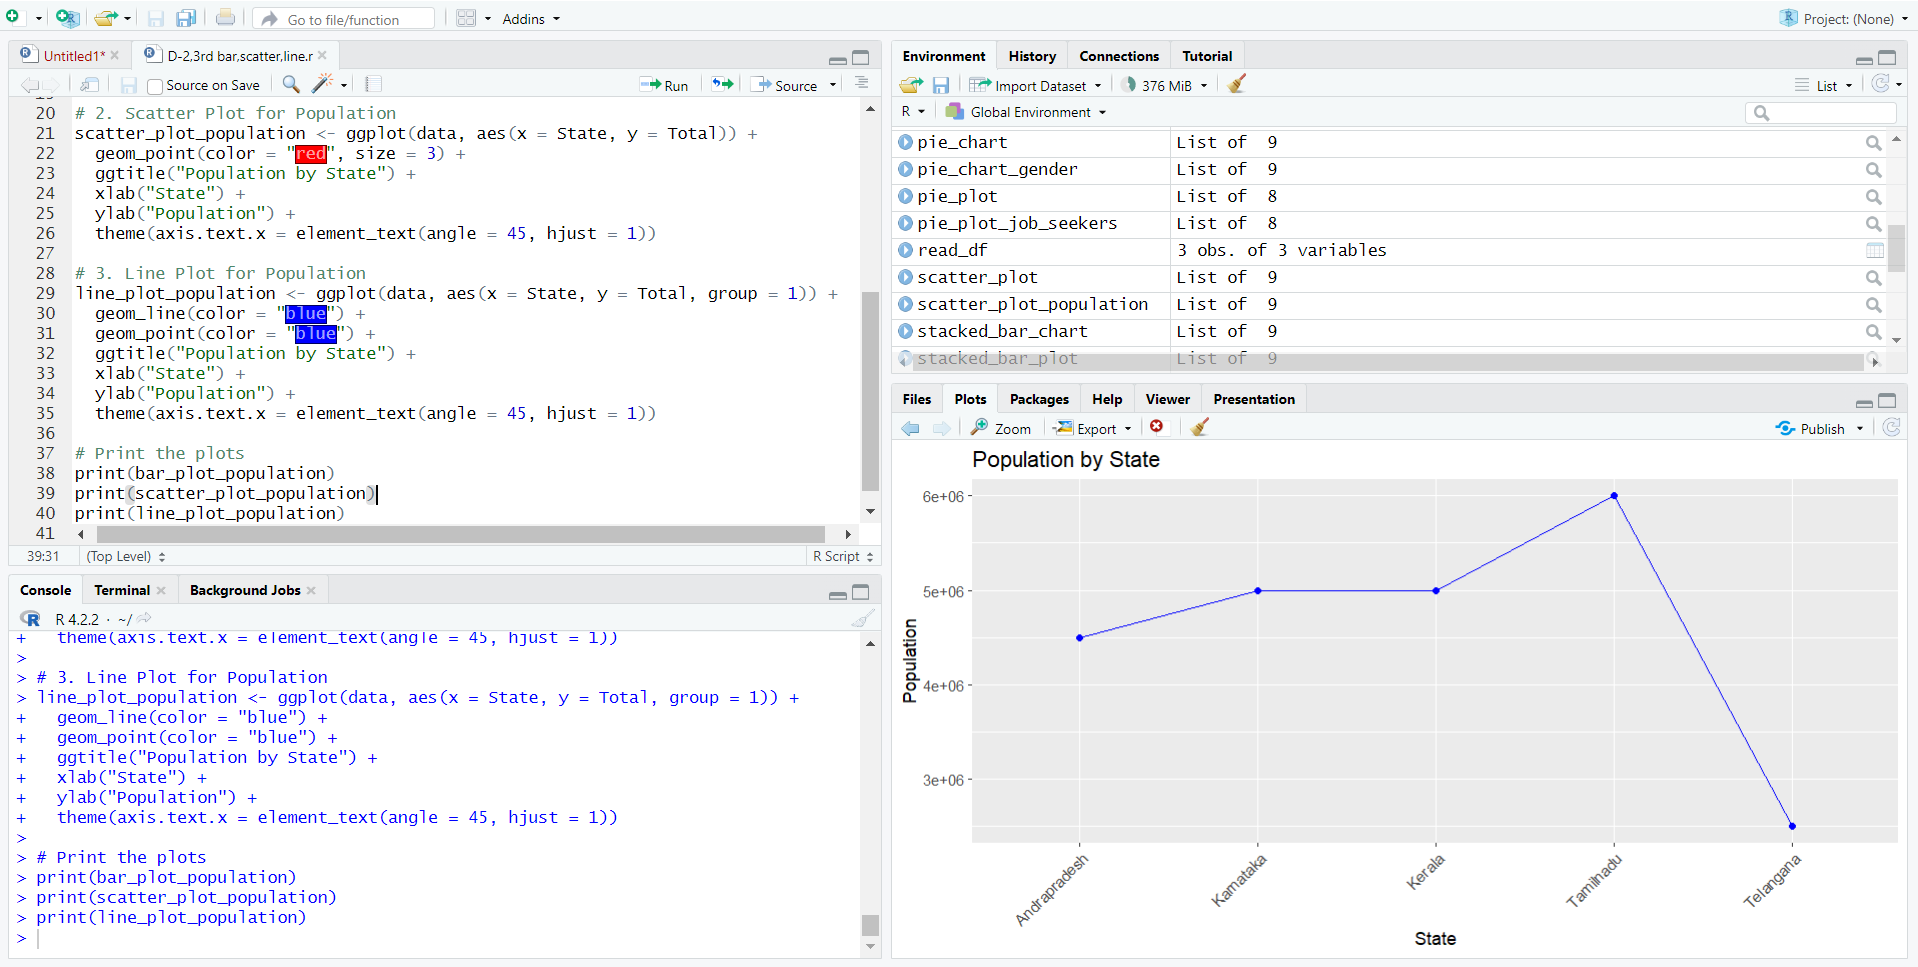 Go to file/function
Addins
Project: (None)
Untitled1*
D-2,3rd bar,scatter,line.r
Source on Save
Run
Source
20 # 2. Scatter Plot for Population
21 scatter_plot_population <- ggplot(data, aes(x = State, y = Total)) +
22   geom_point(color = "red", size = 3) +
23   ggtitle("Population by State") +
24   xlab("State") +
25   ylab("Population") +
26   theme(axis.text.x = element_text(angle = 45, hjust = 1))
27
28 # 3. Line Plot for Population
29 line_plot_population <- ggplot(data, aes(x = State, y = Total, group = 1)) +
30   geom_line(color = "blue") +
31   geom_point(color = "blue") +
32   ggtitle("Population by State") +
33   xlab("State") +
34   ylab("Population") +
35   theme(axis.text.x = element_text(angle = 45, hjust = 1))
36
37 # Print the plots
38 print(bar_plot_population)
39 print(scatter_plot_population)
40 print(line_plot_population)
41
39:31 (Top Level) R Script
Console Terminal Background Jobs
R 4.2.2 · ~/
+   theme(axis.text.x = element_text(angle = 45, hjust = 1))
>
> # 3. Line Plot for Population
> line_plot_population <- ggplot(data, aes(x = State, y = Total, group = 1)) +
+   geom_line(color = "blue") +
+   geom_point(color = "blue") +
+   ggtitle("Population by State") +
+   xlab("State") +
+   ylab("Population") +
+   theme(axis.text.x = element_text(angle = 45, hjust = 1))
>
> # Print the plots
> print(bar_plot_population)
> print(scatter_plot_population)
> print(line_plot_population)
>
Environment History Connections Tutorial
Import Dataset 376 MiB List
R Global Environment
pie_chart List of 9
pie_chart_gender List of 9
pie_plot List of 8
pie_plot_job_seekers List of 8
read_df 3 obs. of 3 variables
scatter_plot List of 9
scatter_plot_population List of 9
stacked_bar_chart List of 9
stacked_bar_plot List of 9
Files Plots Packages Help Viewer Presentation
Zoom Export Publish
Population by State
6e+06
5e+06
4e+06
3e+06
Population
Andrapradesh
Karnataka
Kerala
Tamilnadu
Telangana
State